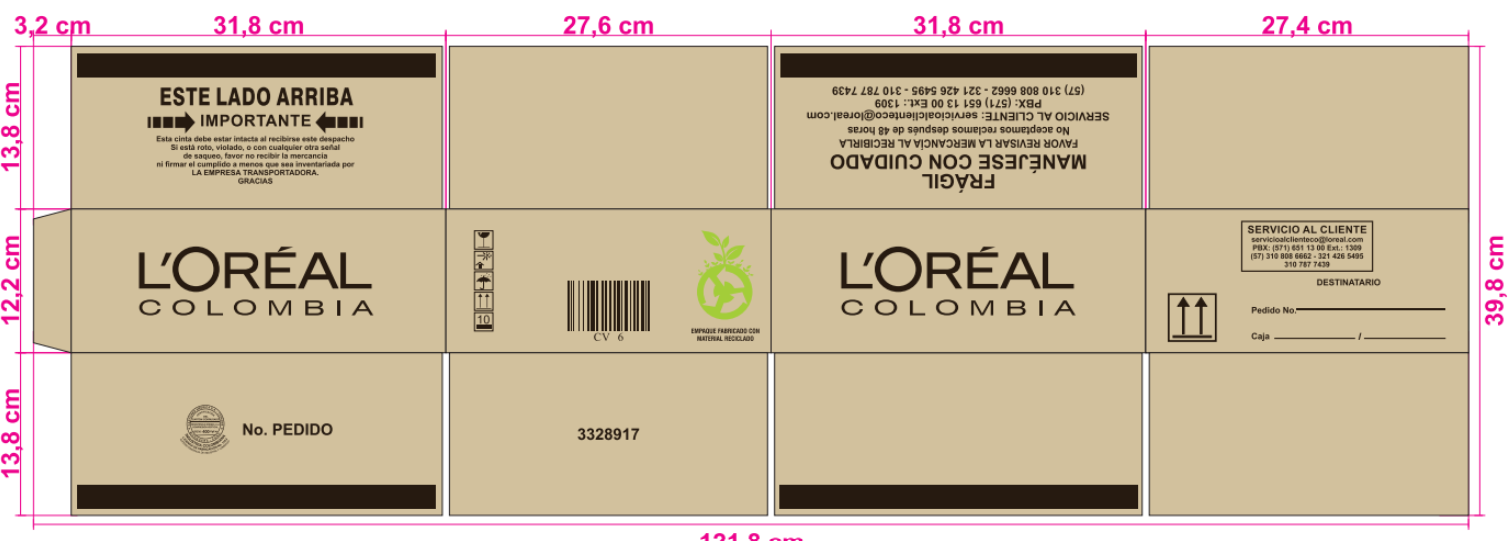 3,2 cm
31,8 cm
27,6 cm
31,8 cm
27,4 cm
13,8 cm
12,2 cm
13,8 cm
39,8 cm
ESTE LADO ARRIBA
IMPORTANTE
Esta cinta debe estar intacta al recibirse este despacho
Si está roto, violado, o con cualquier otra señal
de saqueo, favor no recibir la mercancia
ni firmar el cumplido a menos que sea inventariada por
LA EMPRESA TRANSPORTADORA.
GRACIAS
FRÁGIL
MANÉJESE CON CUIDADO
FAVOR REVISAR LA MERCANCÍA AL RECIBIRLA
No aceptamos reclamos después de 48 horas
SERVICIO AL CLIENTE: servicioalclienteco@loreal.com
PBX: (571) 651 13 00 Ext.: 1309
(57) 310 808 6662 - 321 426 5495 - 310 787 7439
L'ORÉAL
COLOMBIA
10
CV 6
EMPAQUE FABRICADO CON
MATERIAL RECICLADO
L'ORÉAL
COLOMBIA
SERVICIO AL CLIENTE
servicioalclienteco@loreal.com
PBX: (571) 651 13 00 Ext.: 1309
(57) 310 808 6662 - 321 426 5495
310 787 7439
DESTINATARIO
Pedido No.
Caja /
No. PEDIDO
3328917
121,8 cm